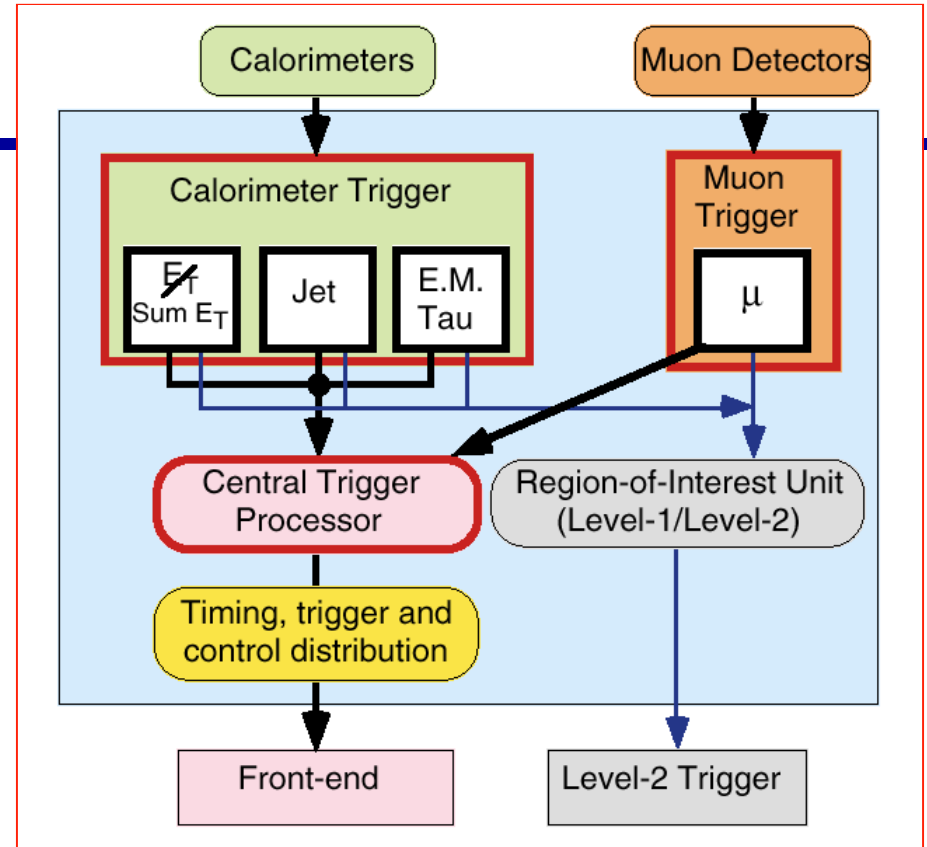 Calorimeters
Muon Detectors
Calorimeter Trigger
Muon
Trigger
E̸T
Sum ET
Jet
E.M.
Tau
μ
Central Trigger
Processor
Region-of-Interest Unit
(Level-1/Level-2)
Timing, trigger and
control distribution
Front-end
Level-2 Trigger